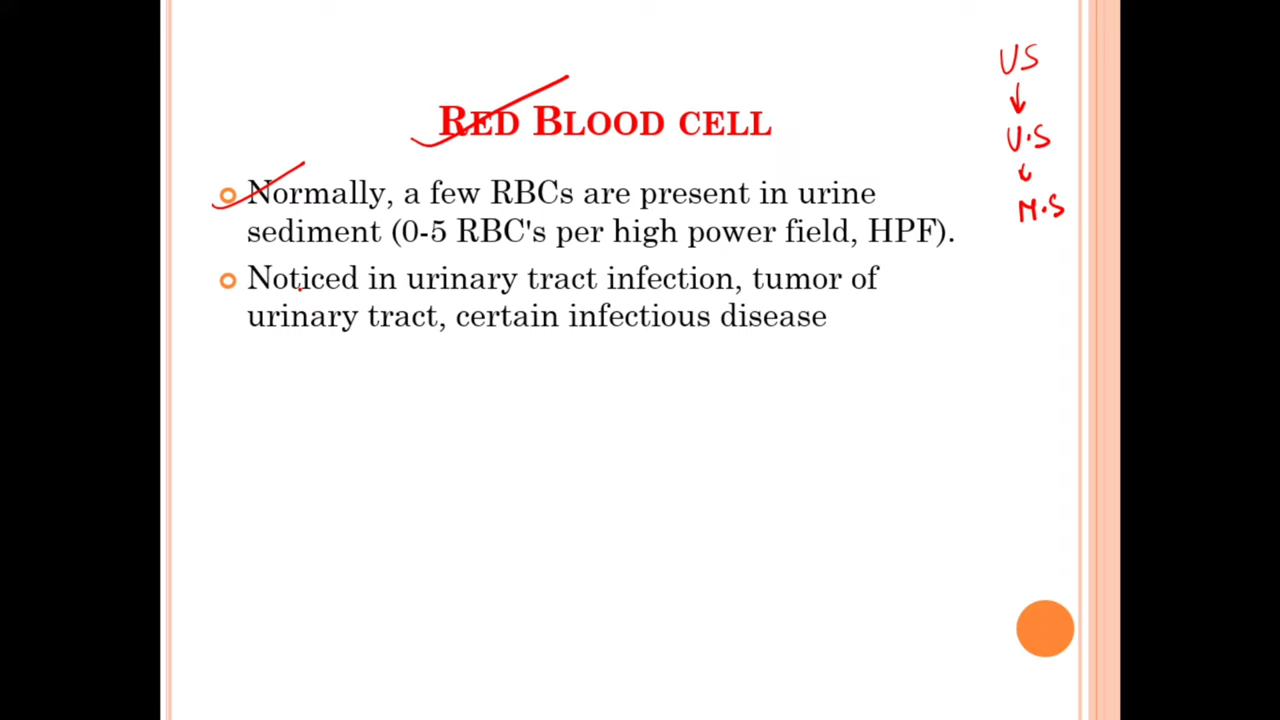 RED BLOOD CELL
Normally, a few RBCs are present in urine
sediment (0-5 RBC's per high power field, HPF).
Noticed in urinary tract infection, tumor of
urinary tract, certain infectious disease
US
U.S
M.S